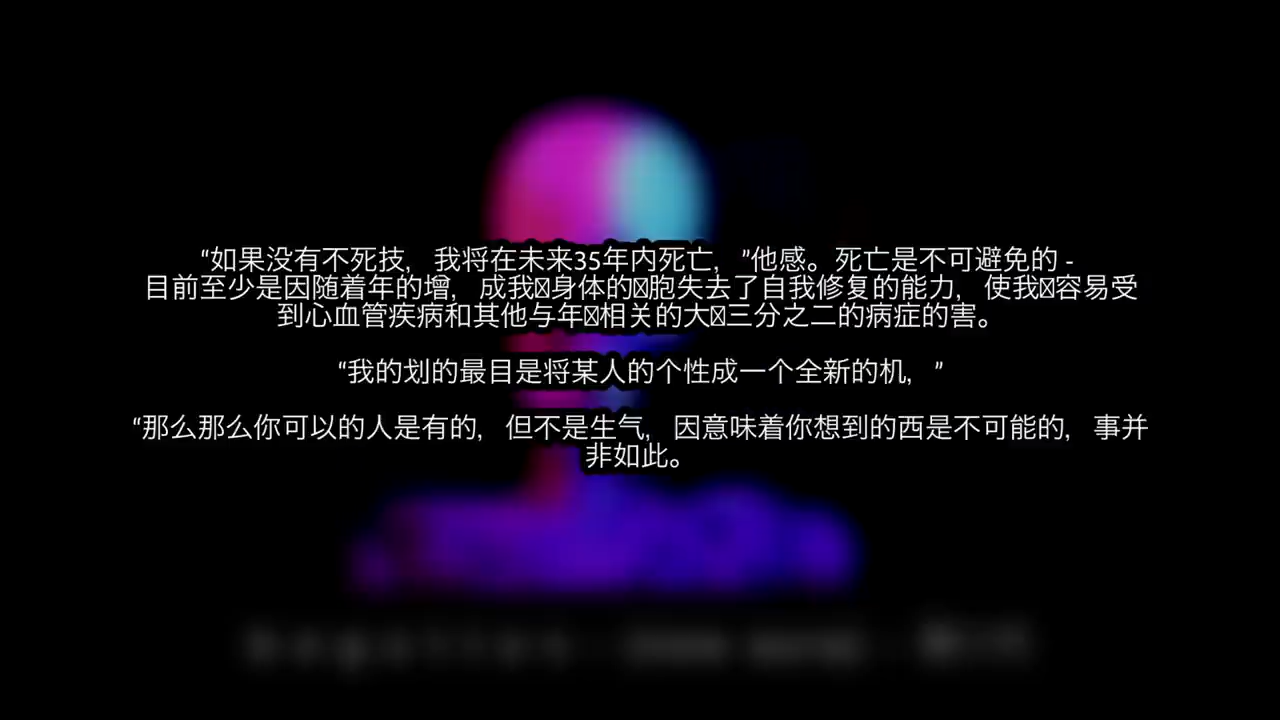 “如果没有不死技，我将在未来35年内死亡，”他感。死亡是不可避免的 -
目前至少是因随着年的增，成我▯身体的▯胞失去了自我修复的能力，使我▯容易受
到心血管疾病和其他与年▯相关的大▯三分之二的病症的害。
“我的划的最目是将某人的个性成一个全新的机，”
“那么那么你可以的人是有的，但不是生气，因意味着你想到的西是不可能的，事并
非如此。